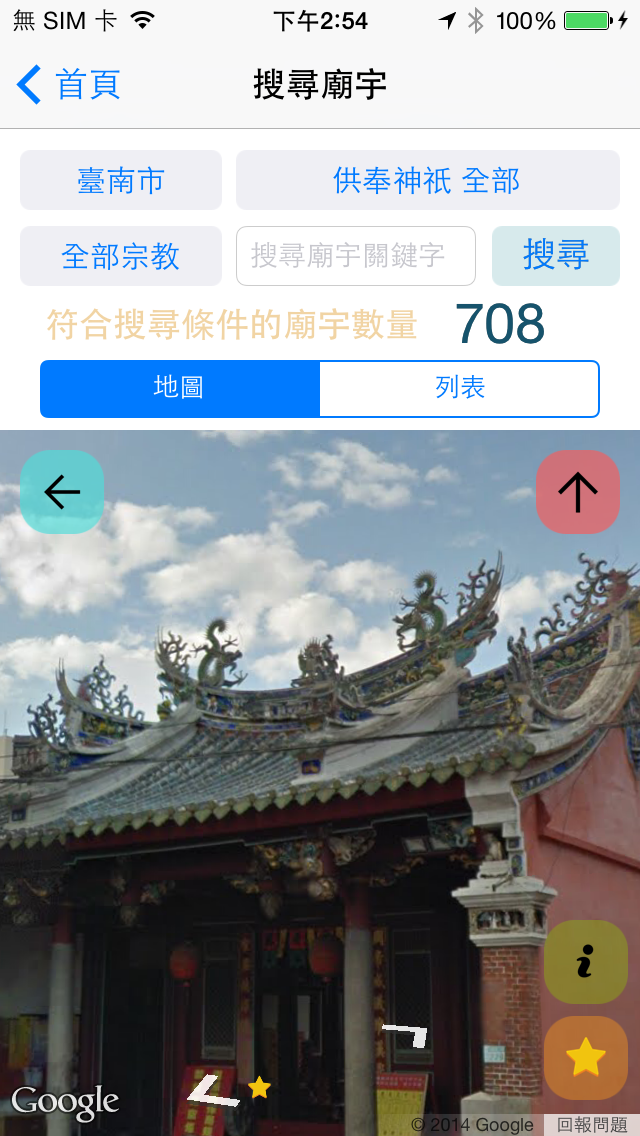 無 SIM 卡 下午2:54 100%
首頁 搜尋廟宇
臺南市 供奉神祇 全部
全部宗教 搜尋廟宇關鍵字 搜尋
符合搜尋條件的廟宇數量 708
地圖 列表
i
Google
© 2014 Google 回報問題